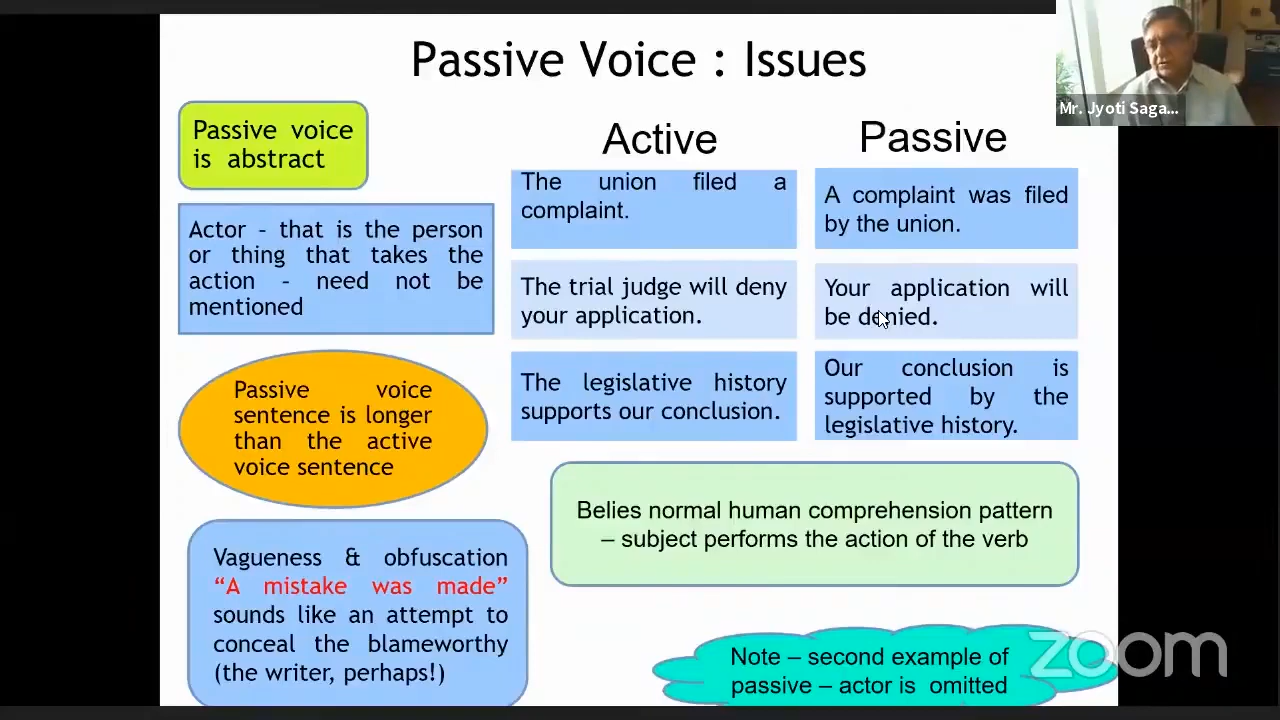 Passive Voice : Issues
Mr. Jyoti Saga...
Passive voice
is abstract
Actor – that is the person
or thing that takes the
action – need not be
mentioned
Passive voice
sentence is longer
than the active
voice sentence
Vagueness & obfuscation
“A mistake was made”
sounds like an attempt to
conceal the blameworthy
(the writer, perhaps!)
Active
The union filed a
complaint.
The trial judge will deny
your application.
The legislative history
supports our conclusion.
Passive
A complaint was filed
by the union.
Your application will
be denied.
Our conclusion is
supported by the
legislative history.
Belies normal human comprehension pattern
– subject performs the action of the verb
Note – second example of
passive – actor is omitted
zoom